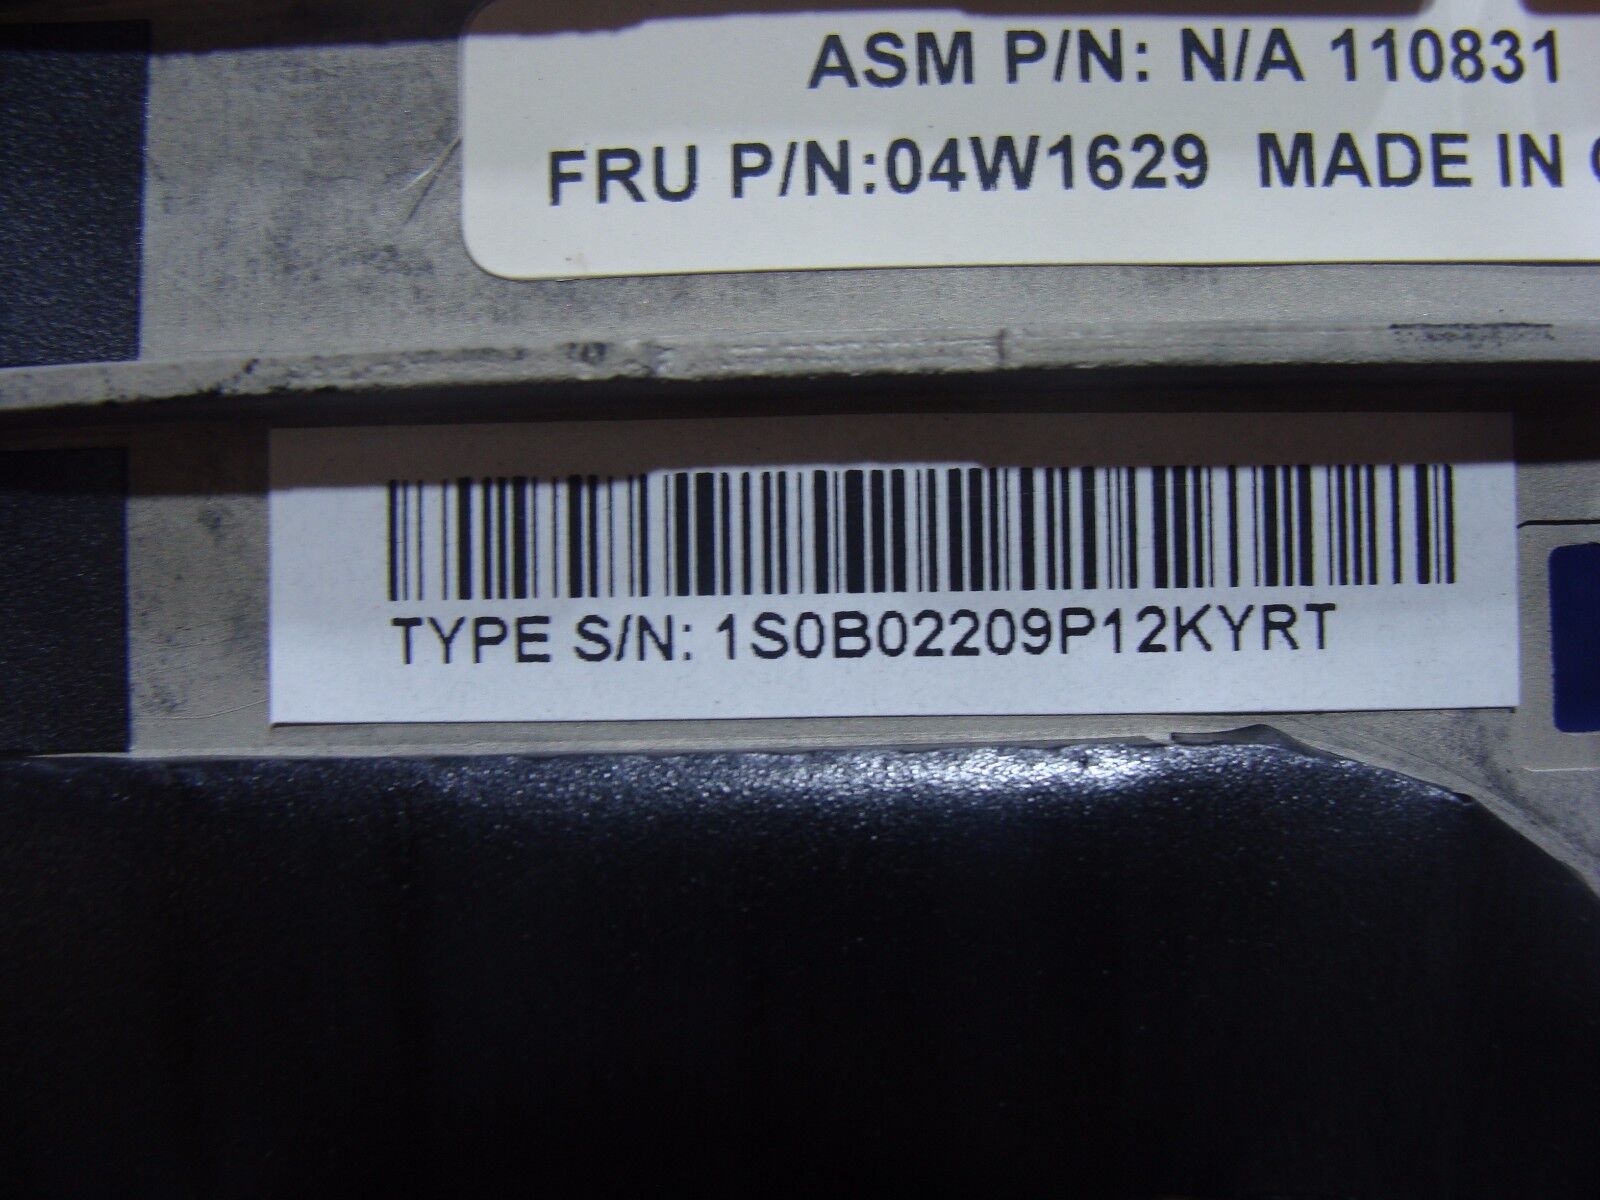 ASM P/N: N/A 110831
FRU P/N:04W1629 MADE IN
TYPE S/N: 1S0B02209P12KYRT